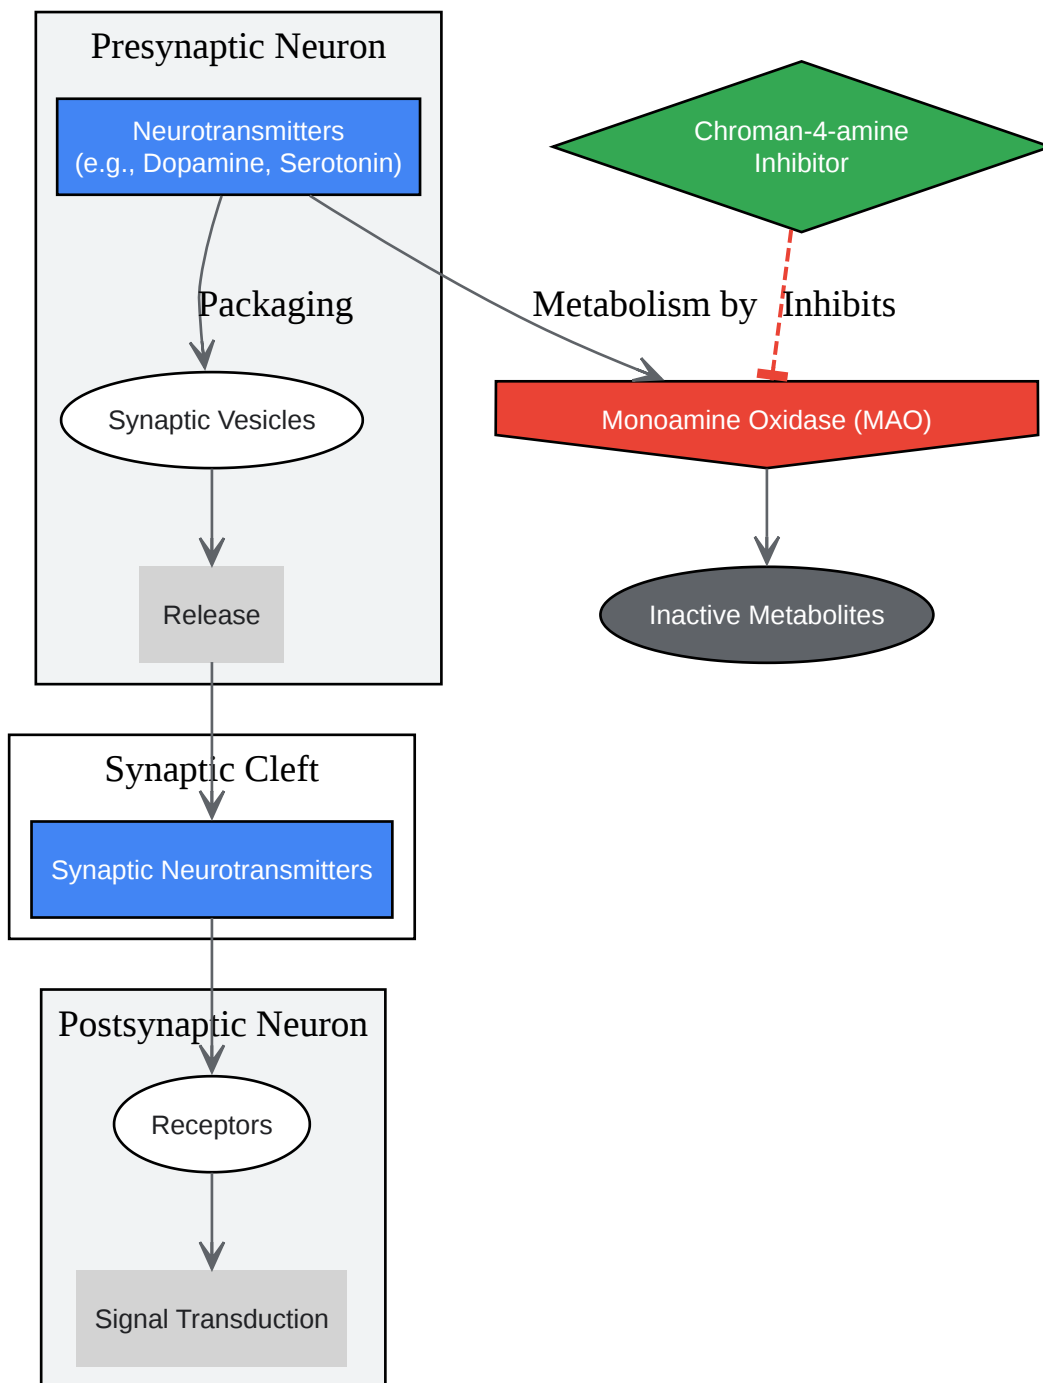 Presynaptic Neuron
Neurotransmitters
(e.g., Dopamine, Serotonin)
Chroman-4-amine
Inhibitor
Packaging
Metabolism by
Inhibits
Synaptic Vesicles
Monoamine Oxidase (MAO)
Release
Inactive Metabolites
Synaptic Cleft
Synaptic Neurotransmitters
Postsynaptic Neuron
Receptors
Signal Transduction